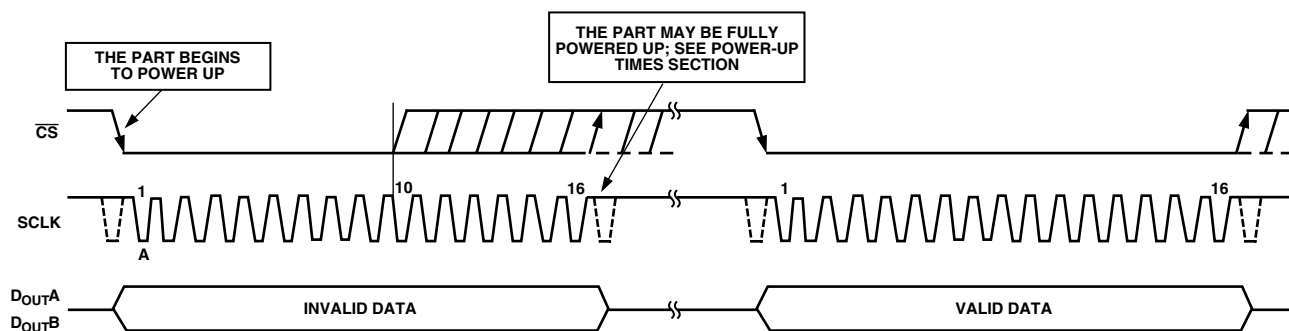 THE PART BEGINS
TO POWER UP
THE PART MAY BE FULLY
POWERED UP; SEE POWER-UP
TIMES SECTION
CS
1
10
16
1
16
SCLK
A
DOUTA
DOUTB
INVALID DATA
VALID DATA